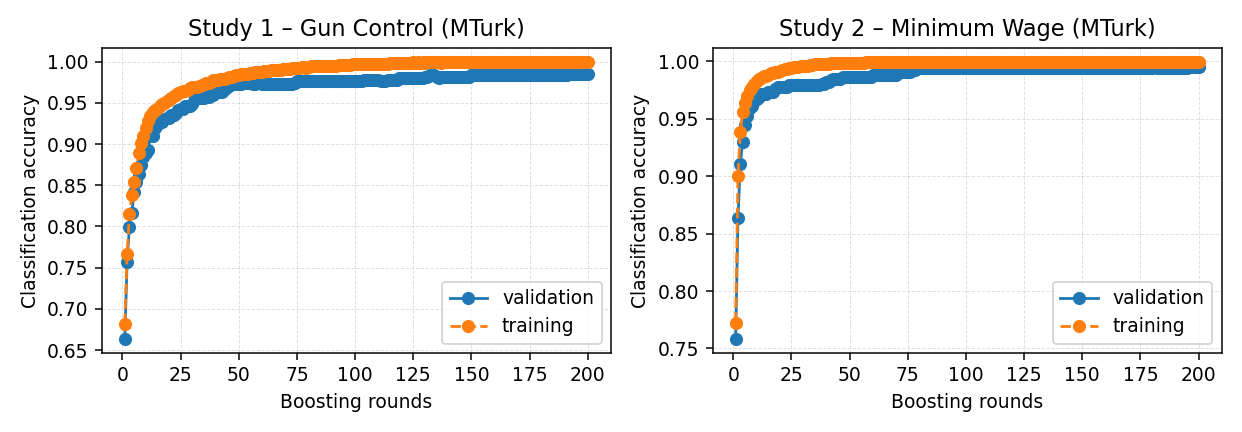 Study 1 – Gun Control (MTurk)
Classification accuracy
1.00
0.95
0.90
0.85
0.80
0.75
0.70
0.65
validation
training
0 25 50 75 100 125 150 175 200
Boosting rounds
Study 2 – Minimum Wage (MTurk)
Classification accuracy
1.00
0.95
0.90
0.85
0.80
0.75
validation
training
0 25 50 75 100 125 150 175 200
Boosting rounds